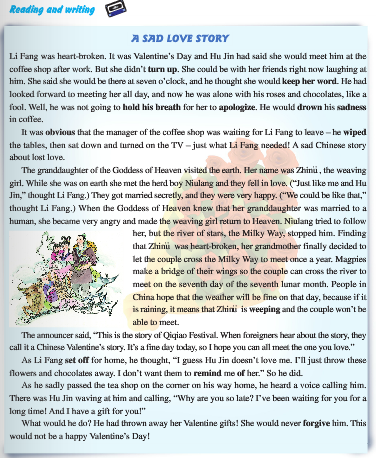 Reading and writing
A SAD LOVE STORY
Li Fang was heart-broken. It was Valentine's Day and Hu Jin had said she would meet him at the
coffee shop after work. But she didn't turn up. She could be with her friends right now laughing at
him. She said she would be there at seven o'clock, and he thought she would keep her word. He had
looked forward to meeting her all day, and now he was alone with his roses and chocolates, like a
fool. Well, he was not going to hold his breath for her to apologize. He would drown his sadness
in coffee.
It was obvious that the manager of the coffee shop was waiting for Li Fang to leave – he wiped
the tables, then sat down and turned on the TV – just what Li Fang needed! A sad Chinese story
about lost love.
The granddaughter of the Goddess of Heaven visited the earth. Her name was Zhinü, the weaving
girl. While she was on earth she met the herd boy Niulang and they fell in love. ("Just like me and Hu
Jin," thought Li Fang.) They got married secretly, and they were very happy. ("We could be like that,"
thought Li Fang.) When the Goddess of Heaven knew that her granddaughter was married to a
human, she became very angry and made the weaving girl return to Heaven. Niulang tried to follow
her, but the river of stars, the Milky Way, stopped him. Finding
that Zhinü was heart-broken, her grandmother finally decided to
let the couple cross the Milky Way to meet once a year. Magpies
make a bridge of their wings so the couple can cross the river to
meet on the seventh day of the seventh lunar month. People in
China hope that the weather will be fine on that day, because if it
is raining, it means that Zhinü is weeping and the couple won't be
able to meet.
The announcer said, "This is the story of Qiqiao Festival. When foreigners hear about the story, they
call it a Chinese Valentine's story. It's a fine day today, so I hope you can all meet the one you love."
As Li Fang set off for home, he thought, "I guess Hu Jin doesn't love me. I'll just throw these
flowers and chocolates away. I don't want them to remind me of her." So he did.
As he sadly passed the tea shop on the corner on his way home, he heard a voice calling him.
There was Hu Jin waving at him and calling, "Why are you so late? I've been waiting for you for a
long time! And I have a gift for you!"
What would he do? He had thrown away her Valentine gifts! She would never forgive him. This
would not be a happy Valentine's Day!